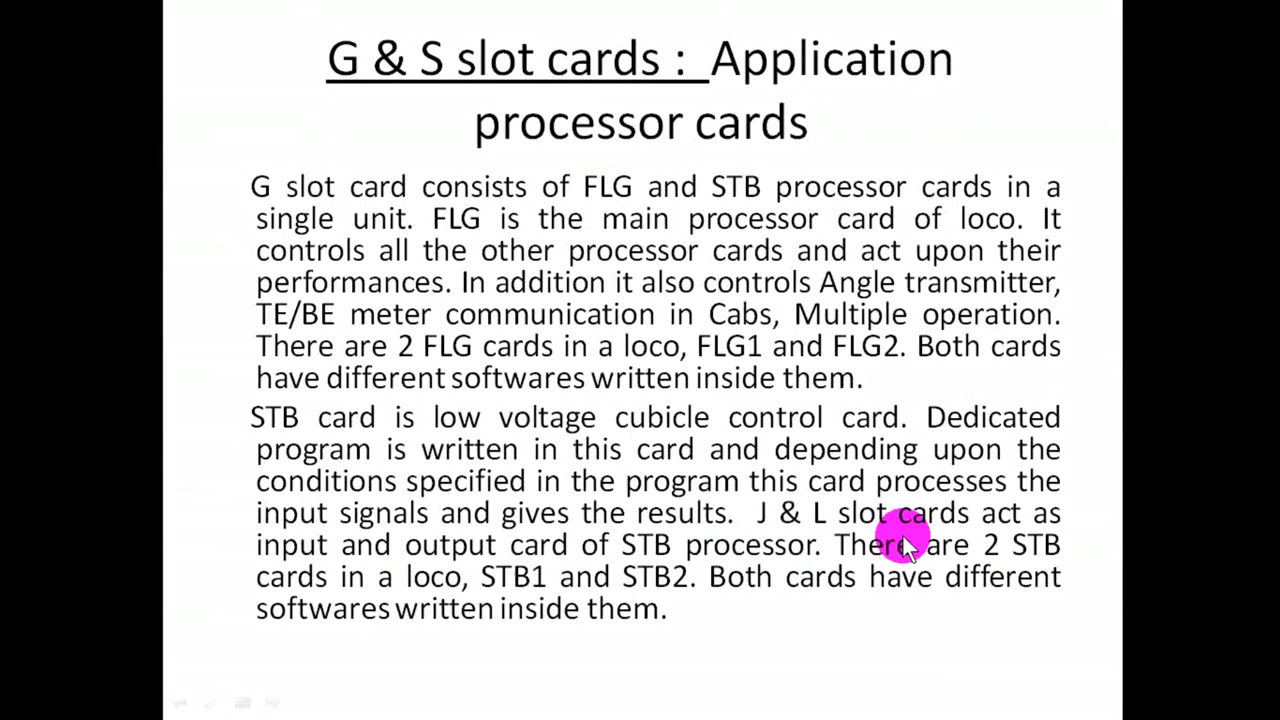 G & S slot cards : Application
processor cards
G slot card consists of FLG and STB processor cards in a
single unit. FLG is the main processor card of loco. It
controls all the other processor cards and act upon their
performances. In addition it also controls Angle transmitter,
TE/BE meter communication in Cabs, Multiple operation.
There are 2 FLG cards in a loco, FLG1 and FLG2. Both cards
have different softwares written inside them.
STB card is low voltage cubicle control card. Dedicated
program is written in this card and depending upon the
conditions specified in the program this card processes the
input signals and gives the results. J & L slot cards act as
input and output card of STB processor. There are 2 STB
cards in a loco, STB1 and STB2. Both cards have different
softwares written inside them.